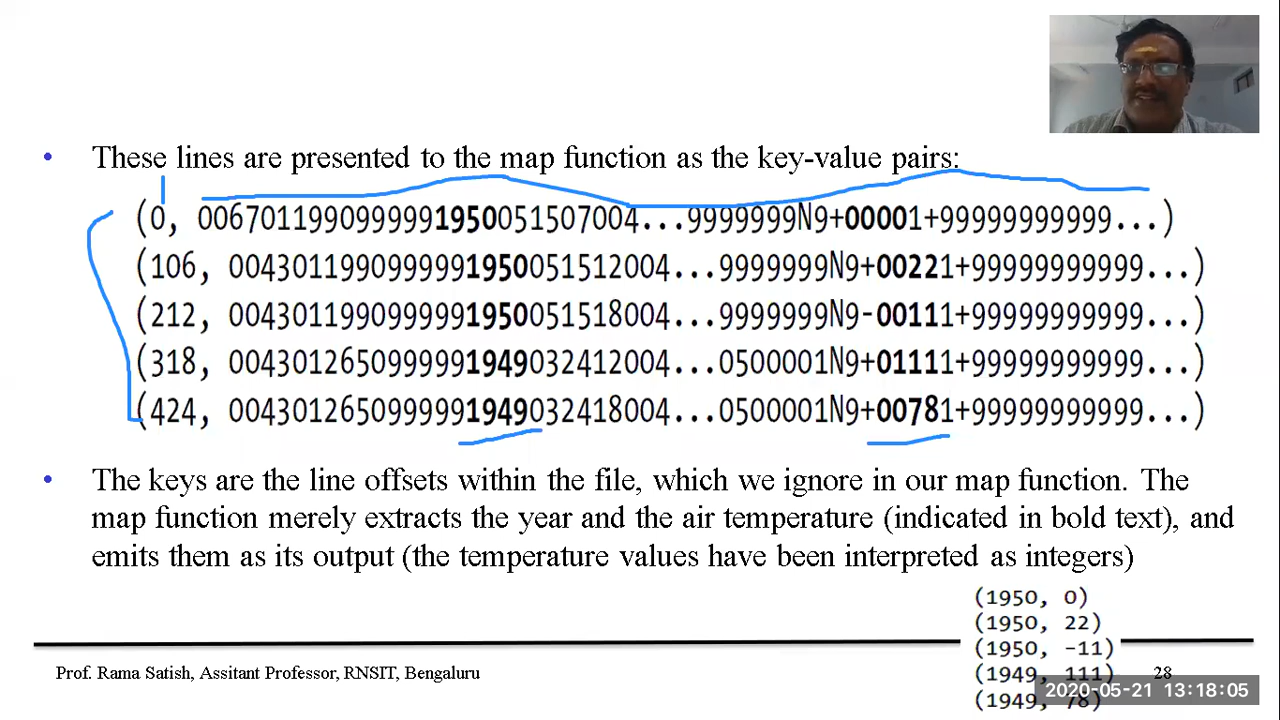 • These lines are presented to the map function as the key-value pairs:
(0, 0067011990999991950051507004...9999999N9+00001+99999999999...)
(106, 0043011990999991950051512004...9999999N9+00221+99999999999...)
(212, 0043011990999991950051518004...9999999N9-00111+99999999999...)
(318, 0043012650999991949032412004...0500001N9+01111+99999999999...)
(424, 0043012650999991949032418004...0500001N9+00781+99999999999...)
• The keys are the line offsets within the file, which we ignore in our map function. The
map function merely extracts the year and the air temperature (indicated in bold text), and
emits them as its output (the temperature values have been interpreted as integers)
(1950, 0)
(1950, 22)
(1950, −11)
(1949, 111)
(1949, 78)
Prof. Rama Satish, Assitant Professor, RNSIT, Bengaluru
28
2020-05-21 13:18:05